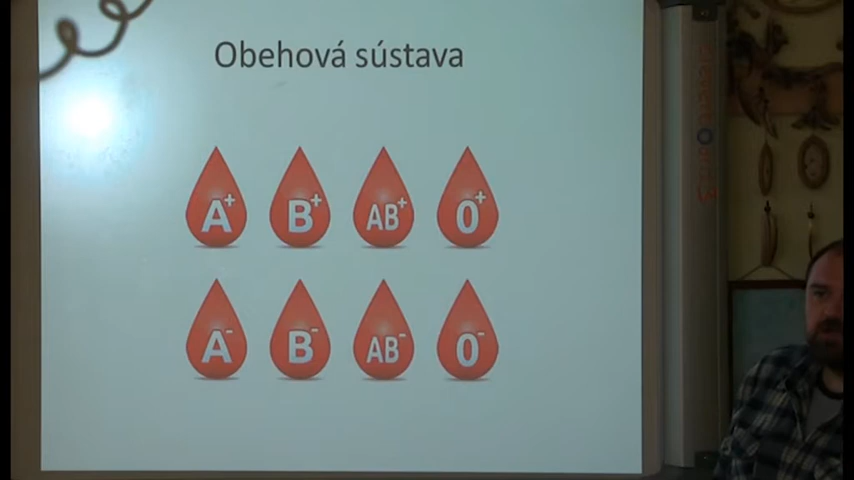 Obehová sústava
A+ B+ AB+ 0+
A- B- AB- 0-